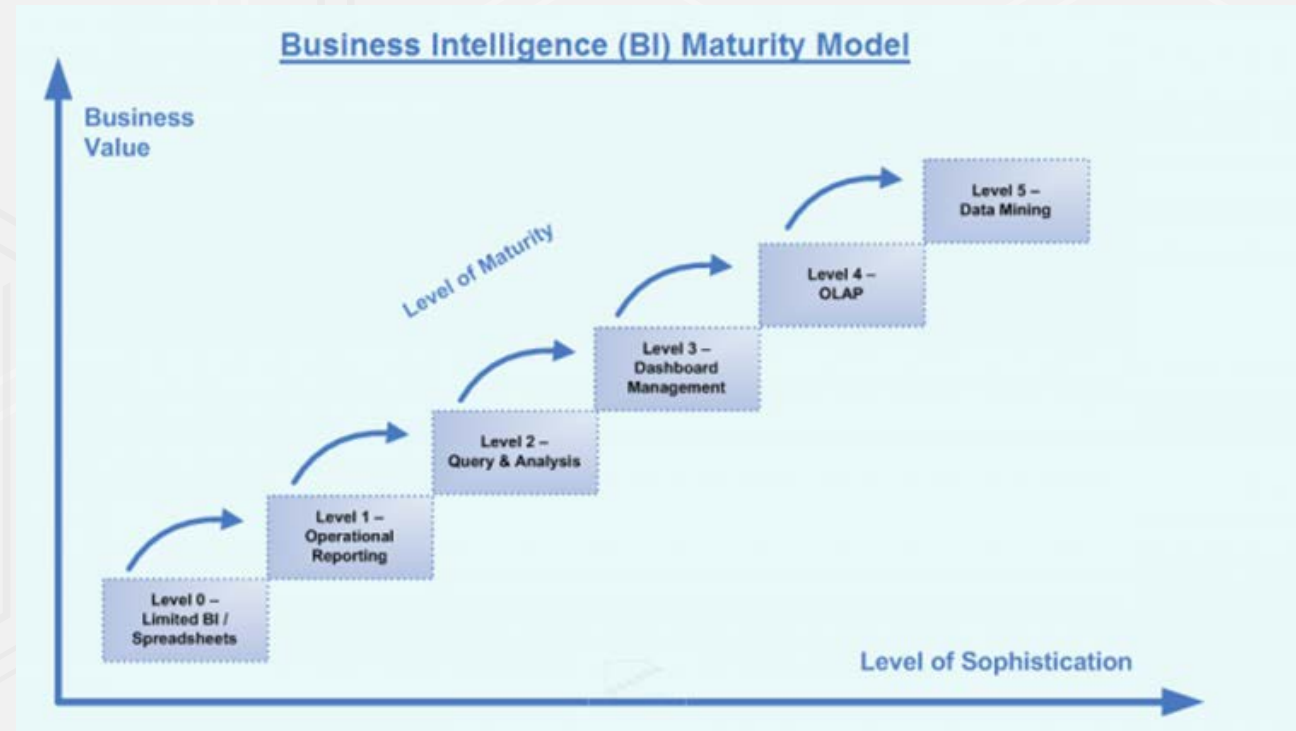 Business Intelligence (BI) Maturity Model
Business
Value
Level 5 –
Data Mining
Level of Maturity
Level 4 –
OLAP
Level 3 –
Dashboard
Management
Level 2 –
Query & Analysis
Level 1 –
Operational
Reporting
Level 0 –
Limited BI /
Spreadsheets
Level of Sophistication